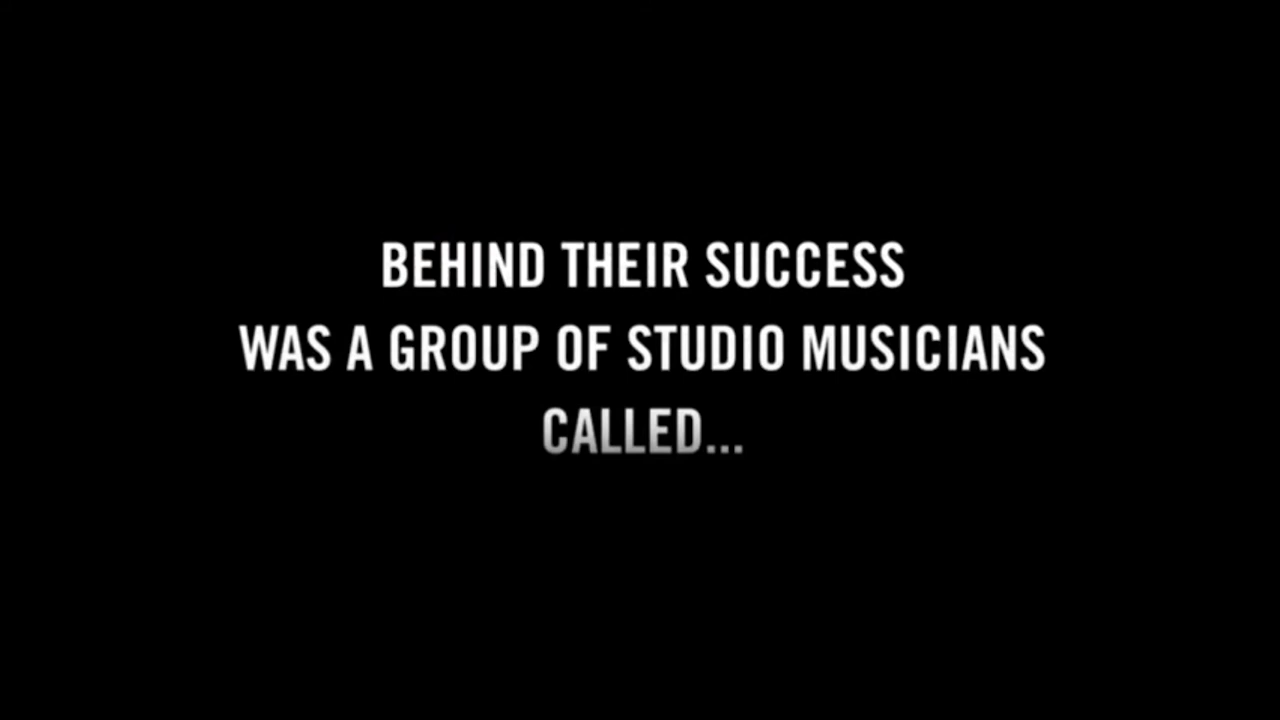 BEHIND THEIR SUCCESS
WAS A GROUP OF STUDIO MUSICIANS
CALLED...